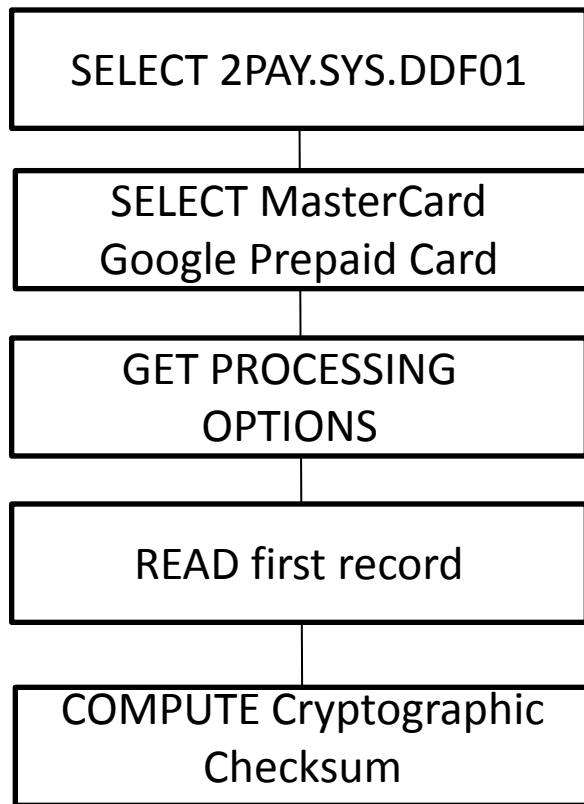 SELECT 2PAY.SYS.DDF01
SELECT MasterCard
Google Prepaid Card
GET PROCESSING
OPTIONS
READ first record
COMPUTE Cryptographic
Checksum